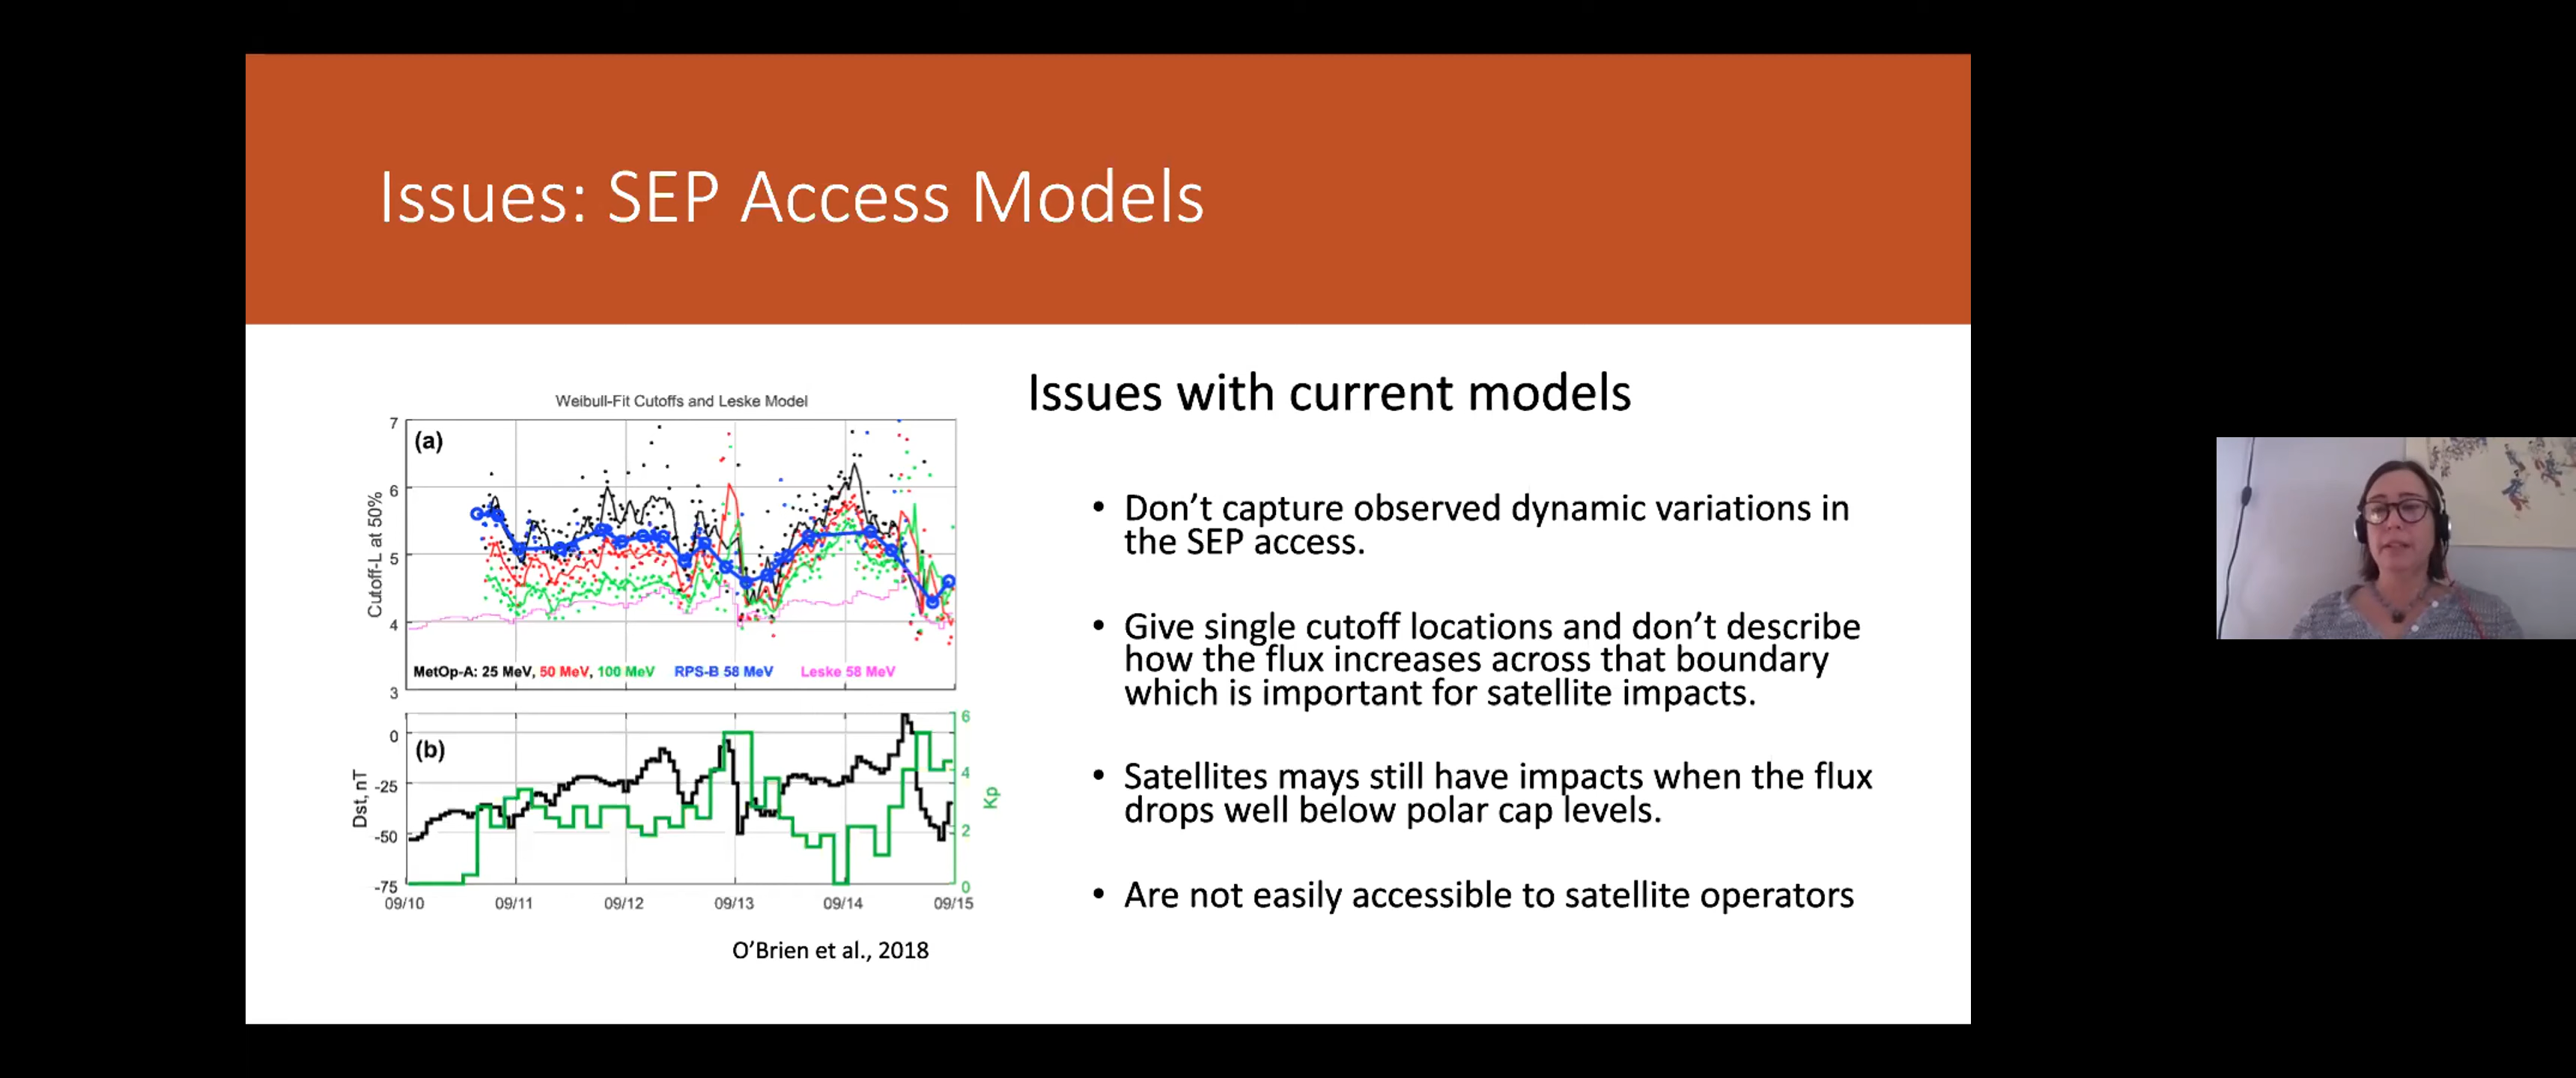 Issues: SEP Access Models
Weibull-Fit Cutoffs and Leske Model
7
6
5
4
3
Cutoff-L at 50%
(a)
MetOp-A: 25 MeV, 50 MeV, 100 MeV RPS-B 58 MeV Leske 58 MeV
(b)
0
-25
-50
-75
Dst, nT
6
4
2
0
Kp
09/10 09/11 09/12 09/13 09/14 09/15
O'Brien et al., 2018
Issues with current models
• Don't capture observed dynamic variations in
the SEP access.
• Give single cutoff locations and don't describe
how the flux increases across that boundary
which is important for satellite impacts.
• Satellites mays still have impacts when the flux
drops well below polar cap levels.
• Are not easily accessible to satellite operators